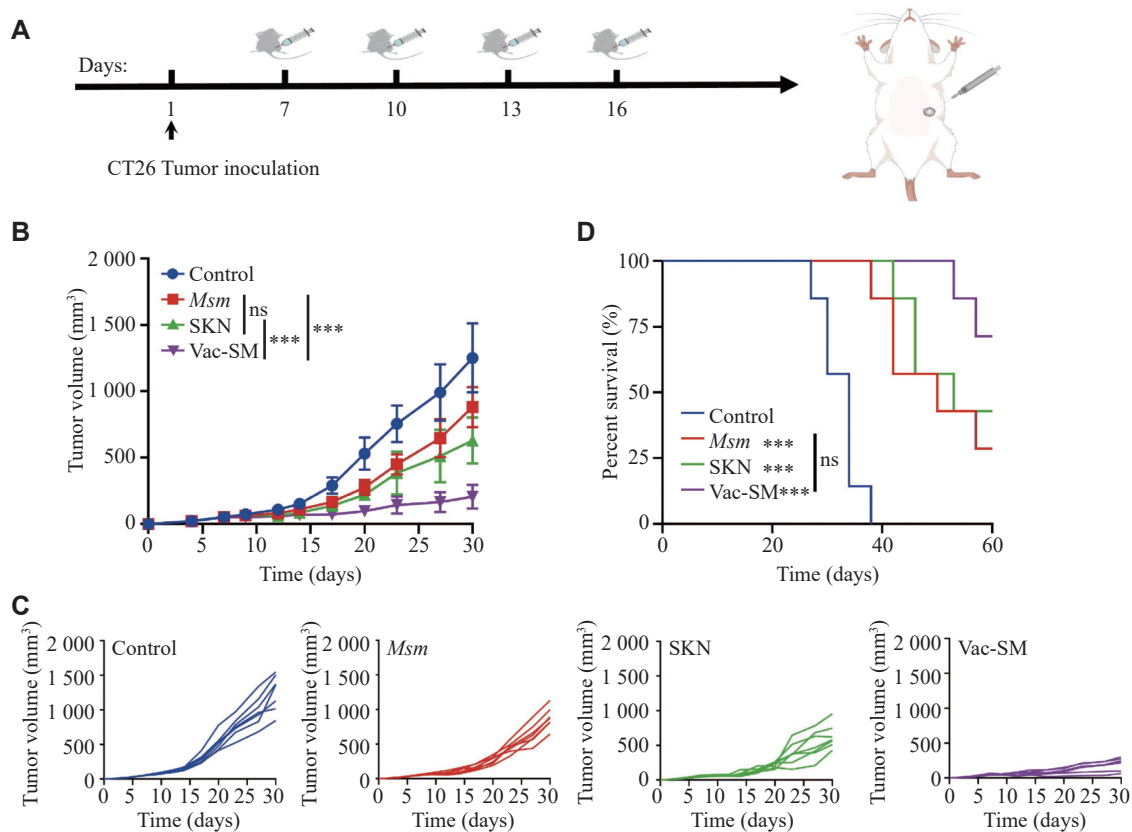 A
Days:
1
7
10
13
16
CT26 Tumor inoculation
B
Tumor volume (mm³)
2 000
1 500
1 000
500
0
Control
Msm
SKN
Vac-SM
ns
***
***
0 5 10 15 20 25 30
Time (days)
D
Percent survival (%)
100
50
0
Control
Msm ***
SKN ***
Vac-SM***
ns
0 20 40 60
Time (days)
C
Tumor volume (mm³)
2 000
1 500
1 000
500
0
Control
0 5 10 15 20 25 30
Time (days)
Tumor volume (mm³)
2 000
1 500
1 000
500
0
Msm
0 5 10 15 20 25 30
Time (days)
Tumor volume (mm³)
2 000
1 500
1 000
500
0
SKN
0 5 10 15 20 25 30
Time (days)
Tumor volume (mm³)
2 000
1 500
1 000
500
0
Vac-SM
0 5 10 15 20 25 30
Time (days)